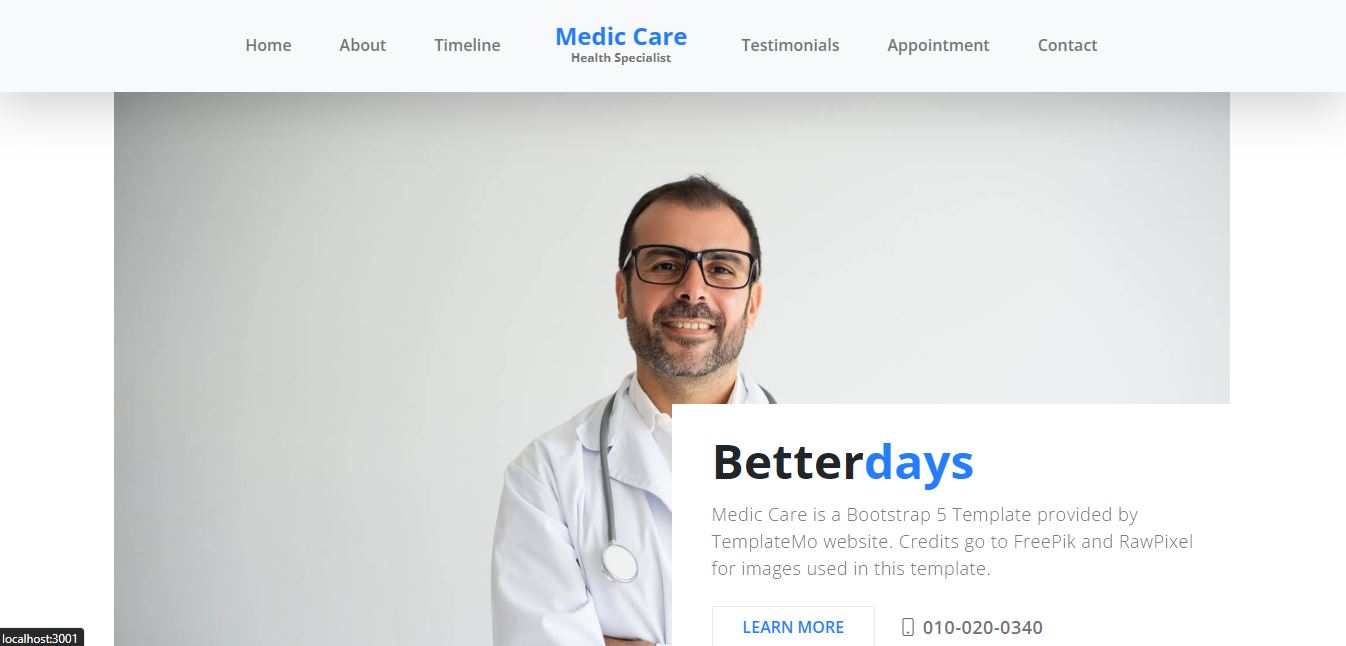 Home About Timeline Medic Care Testimonials Appointment Contact
Health Specialist
Betterdays
Medic Care is a Bootstrap 5 Template provided by
TemplateMo website. Credits go to FreePik and RawPixel
for images used in this template.
LEARN MORE 010-020-0340
localhost:3001